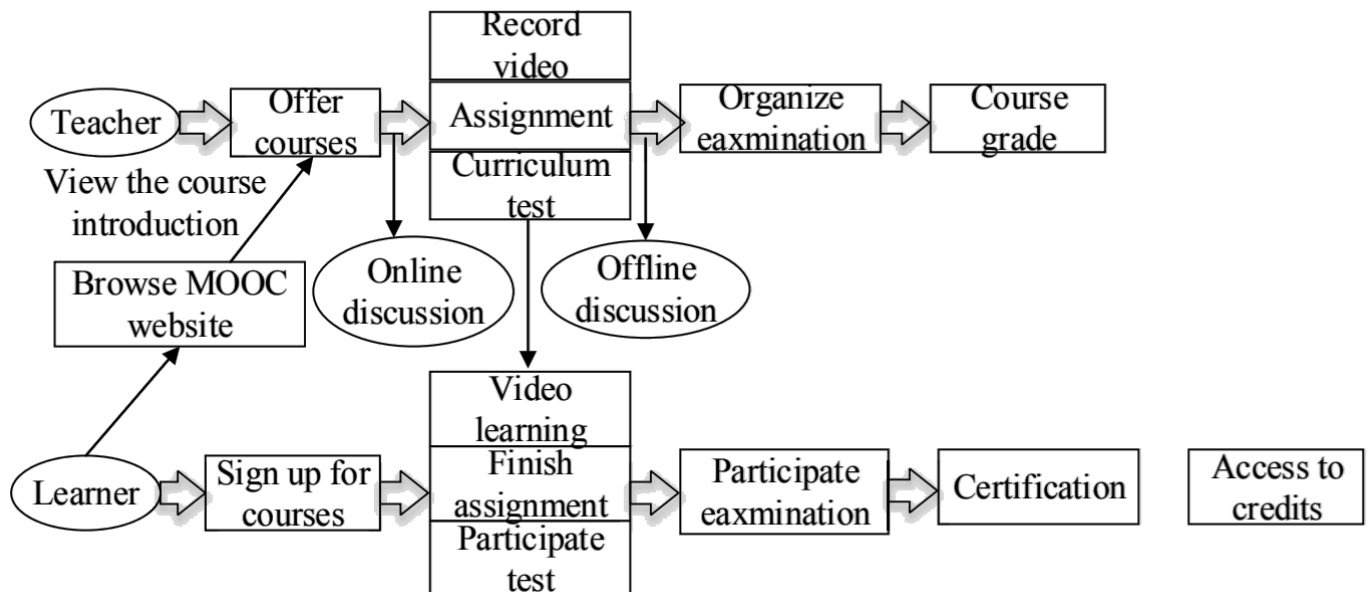 Record
video
Teacher
Offer
courses
Assignment
Organize
eaxmination
Course
grade
Curriculum
test
View the course
introduction
Online
discussion
Offline
discussion
Browse MOOC
website
Video
learning
Learner
Sign up for
courses
Finish
assignment
Participate
eaxmination
Certification
Access to
credits
Participate
test